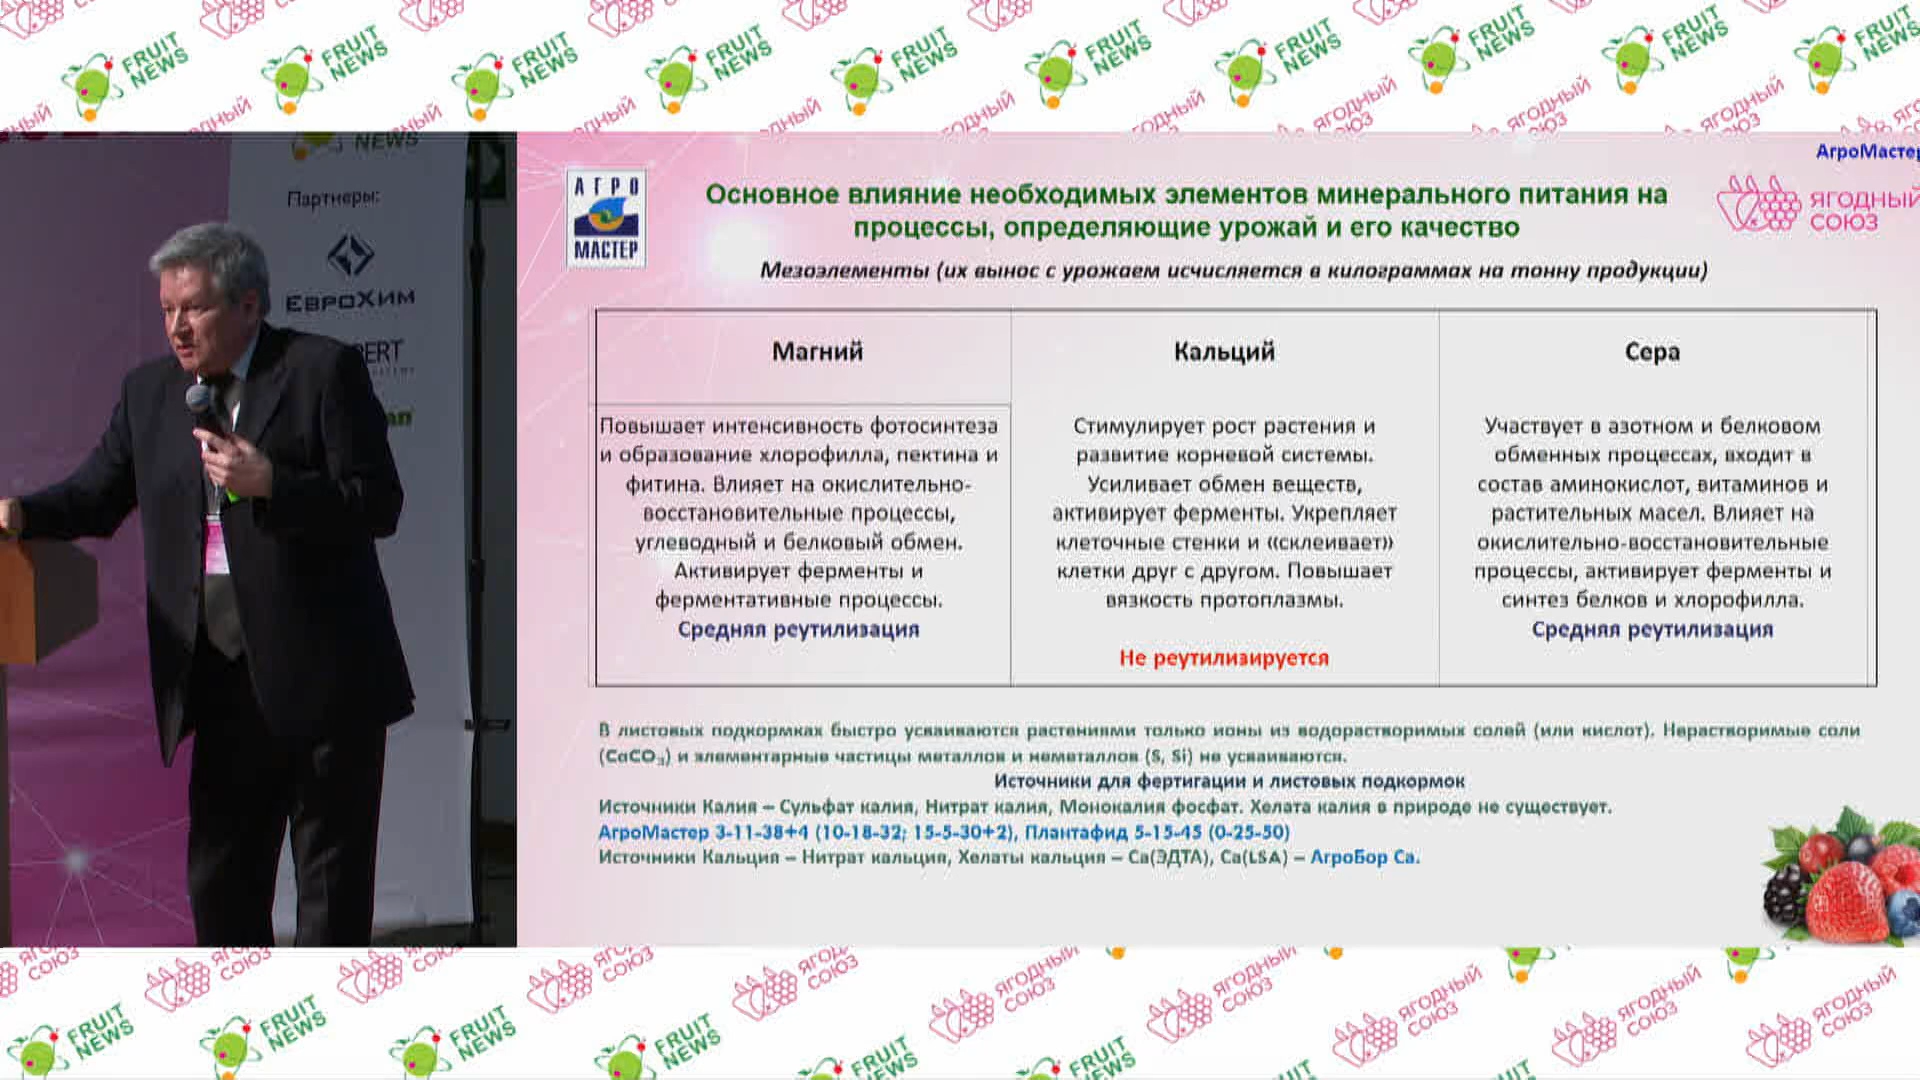 FRUIT NEWS
ЯГОДНЫЙ СОЮЗ
NEWS
Партнеры:
ЕВРОХИМ
АГРО
МАСТЕР
Основное влияние необходимых элементов минерального питания на
процессы, определяющие урожай и его качество
Мезоэлементы (их вынос с урожаем исчисляется в килограммах на тонну продукции)
ЯГОДНЫЙ
СОЮЗ
Магний
Кальций
Сера
Повышает интенсивность фотосинтеза
и образование хлорофилла, пектина и
фитина. Влияет на окислительно-
восстановительные процессы,
углеводный и белковый обмен.
Активирует ферменты и
ферментативные процессы.
Средняя реутилизация
Стимулирует рост растения и
развитие корневой системы.
Усиливает обмен веществ,
активирует ферменты. Укрепляет
клеточные стенки и «склеивает»
клетки друг с другом. Повышает
вязкость протоплазмы.
Не реутилизируется
Участвует в азотном и белковом
обменных процессах, входит в
состав аминокислот, витаминов и
растительных масел. Влияет на
окислительно-восстановительные
процессы, активирует ферменты и
синтез белков и хлорофилла.
Средняя реутилизация
В листовых подкормках быстро усваиваются растениями только ионы из водорастворимых солей (или кислот). Нерастворимые соли
(CaCO₃) и элементарные частицы металлов и неметаллов (S, Si) не усваиваются.
Источники для фертигации и листовых подкормок
Источники Калия – Сульфат калия, Нитрат калия, Монокалия фосфат. Хелата калия в природе не существует.
АгроМастер 3-11-38+4 (10-18-32; 15-5-30+2), Плантафид 5-15-45 (0-25-50)
Источники Кальция – Нитрат кальция, Хелаты кальция – Ca(ЭДТА), Ca(LSA) – АгроБор Ca.